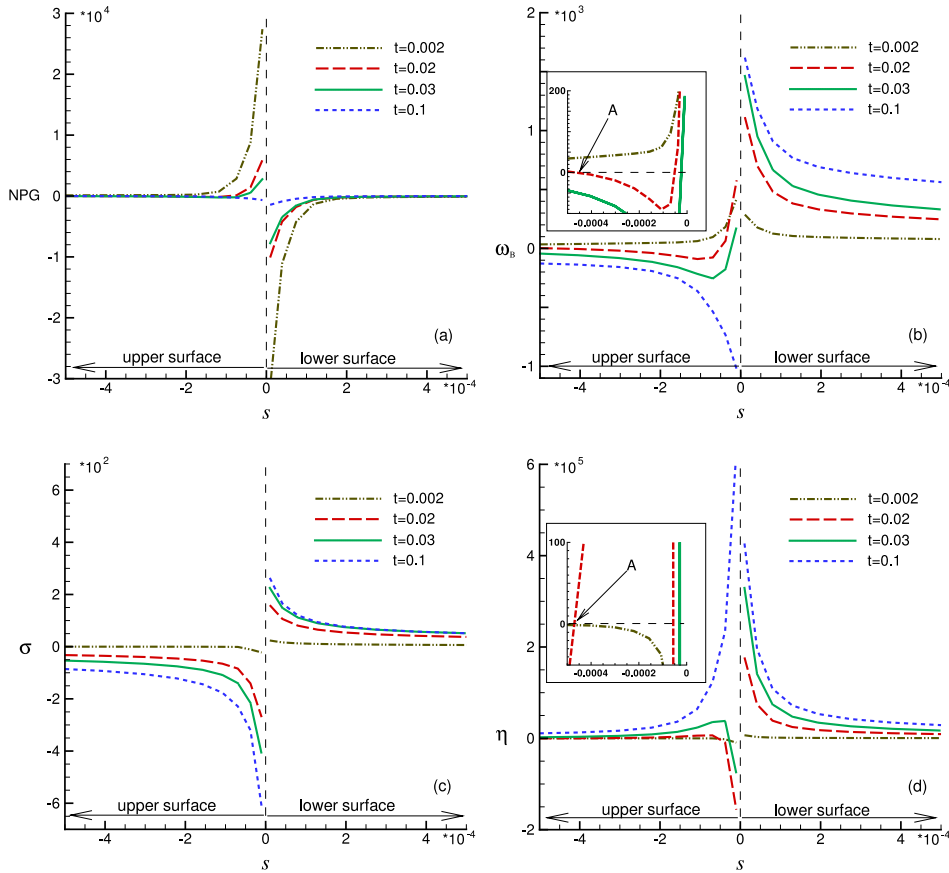 3
*10^4
t=0.002
t=0.02
t=0.03
t=0.1
2
1
NPG
0
-1
-2
-3
(a)
upper surface
lower surface
-4
-2
0
2
4
*10^-4
s
2
*10^3
t=0.002
t=0.02
t=0.03
t=0.1
200
A
0
-0.0004
-0.0002
0
1
ω_B
0
-1
(b)
upper surface
lower surface
-4
-2
0
2
4
*10^-4
s
*10^2
t=0.002
t=0.02
t=0.03
t=0.1
6
4
2
σ
0
-2
-4
-6
(c)
upper surface
lower surface
-4
-2
0
2
4
*10^-4
s
*10^5
t=0.002
t=0.02
t=0.03
t=0.1
100
A
0
-0.0004
-0.0002
0
6
4
2
η
0
-2
(d)
upper surface
lower surface
-4
-2
0
2
4
*10^-4
s